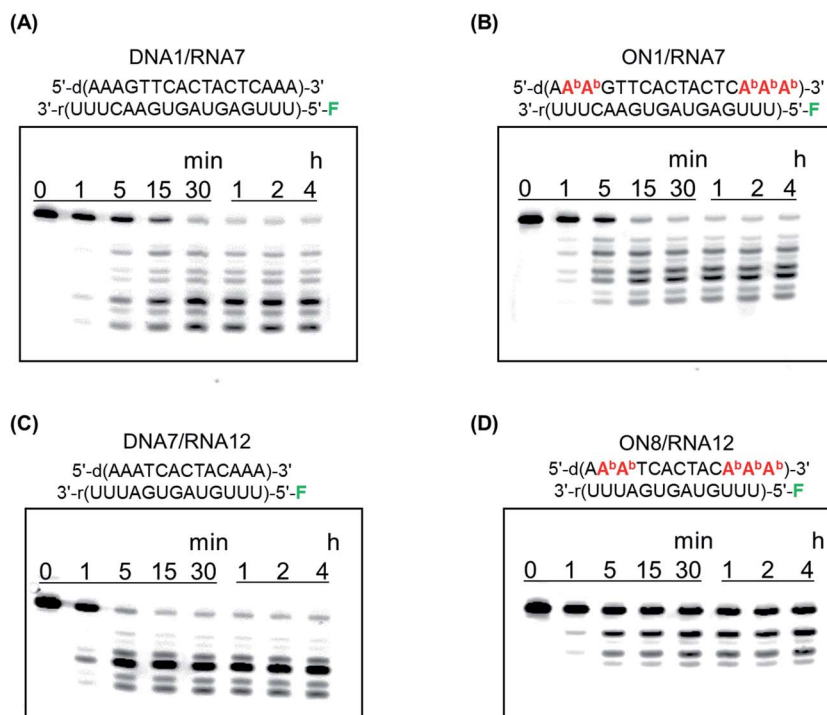 (A)
DNA1/RNA7
5'-d(AAAGTTCACTACTCAAA)-3'
3'-r(UUUCAAGUGAUGAGUUU)-5'-F
min h
0 1 5 15 30 1 2 4
(B)
ON1/RNA7
5'-d(AAᵇAᵇGTTCACTACTCAᵇAᵇAᵇ)-3'
3'-r(UUUCAAGUGAUGAGUUU)-5'-F
min h
0 1 5 15 30 1 2 4
(C)
DNA7/RNA12
5'-d(AAATCACTACAAA)-3'
3'-r(UUUAGUGAUGUUU)-5'-F
min h
0 1 5 15 30 1 2 4
(D)
ON8/RNA12
5'-d(AAᵇAᵇTCACTACAᵇAᵇAᵇ)-3'
3'-r(UUUAGUGAUGUUU)-5'-F
min h
0 1 5 15 30 1 2 4